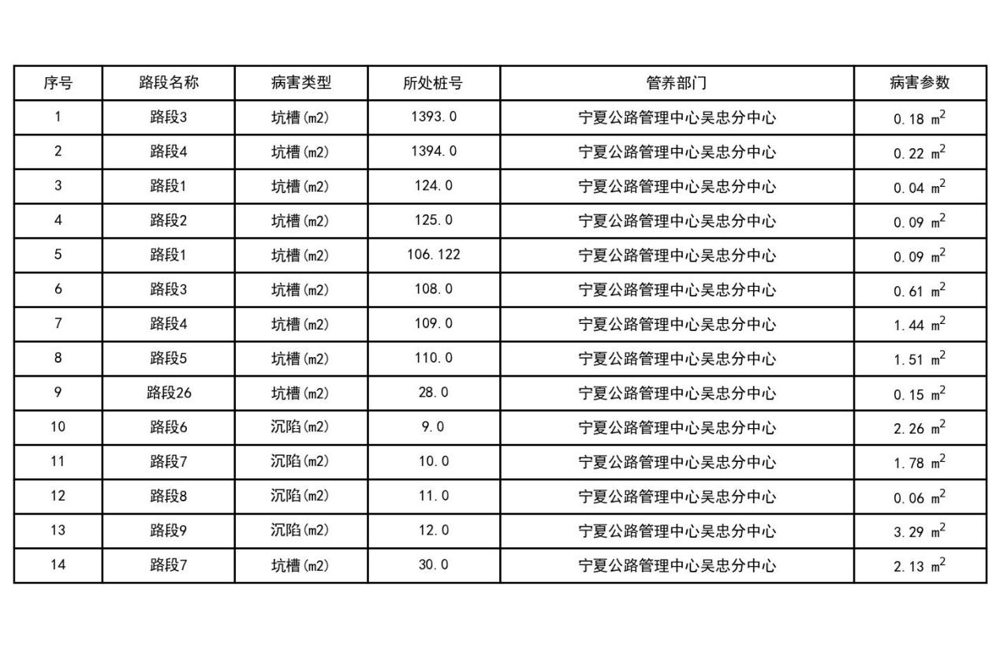 序号 路段名称 病害类型 所处桩号 管养部门 病害参数
1 路段3 坑槽(m2) 1393.0 宁夏公路管理中心吴忠分中心 0.18 m²
2 路段4 坑槽(m2) 1394.0 宁夏公路管理中心吴忠分中心 0.22 m²
3 路段1 坑槽(m2) 124.0 宁夏公路管理中心吴忠分中心 0.04 m²
4 路段2 坑槽(m2) 125.0 宁夏公路管理中心吴忠分中心 0.09 m²
5 路段1 坑槽(m2) 106.122 宁夏公路管理中心吴忠分中心 0.09 m²
6 路段3 坑槽(m2) 108.0 宁夏公路管理中心吴忠分中心 0.61 m²
7 路段4 坑槽(m2) 109.0 宁夏公路管理中心吴忠分中心 1.44 m²
8 路段5 坑槽(m2) 110.0 宁夏公路管理中心吴忠分中心 1.51 m²
9 路段26 坑槽(m2) 28.0 宁夏公路管理中心吴忠分中心 0.15 m²
10 路段6 沉陷(m2) 9.0 宁夏公路管理中心吴忠分中心 2.26 m²
11 路段7 沉陷(m2) 10.0 宁夏公路管理中心吴忠分中心 1.78 m²
12 路段8 沉陷(m2) 11.0 宁夏公路管理中心吴忠分中心 0.06 m²
13 路段9 沉陷(m2) 12.0 宁夏公路管理中心吴忠分中心 3.29 m²
14 路段7 坑槽(m2) 30.0 宁夏公路管理中心吴忠分中心 2.13 m²